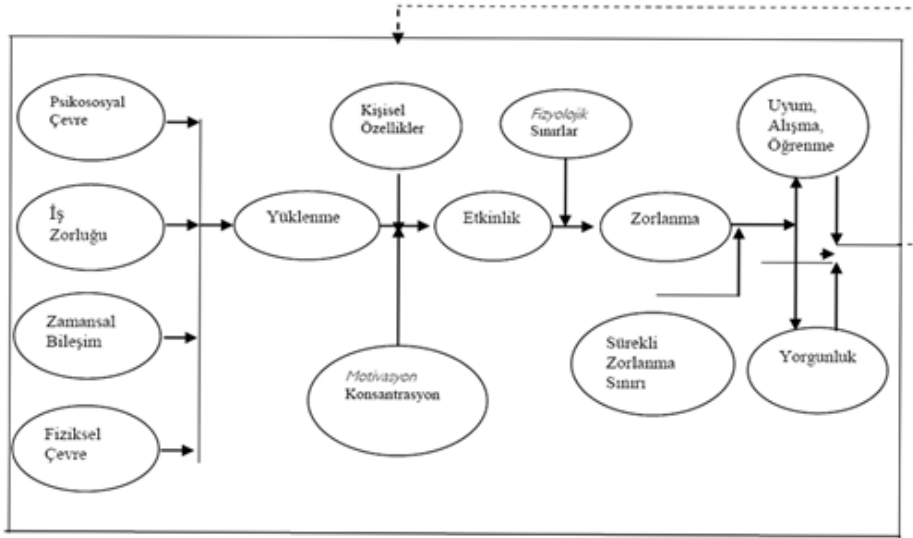 Psikososyal
Çevre
İş
Zorluğu
Zamansal
Bileşim
Fiziksel
Çevre
Yüklenme
Kişisel
Özellikler
Motivasyon
Konsantrasyon
Etkinlik
Fizyolojik
Sınırlar
Zorlanma
Sürekli
Zorlanma
Sınırı
Uyum,
Alışma,
Öğrenme
Yorgunluk